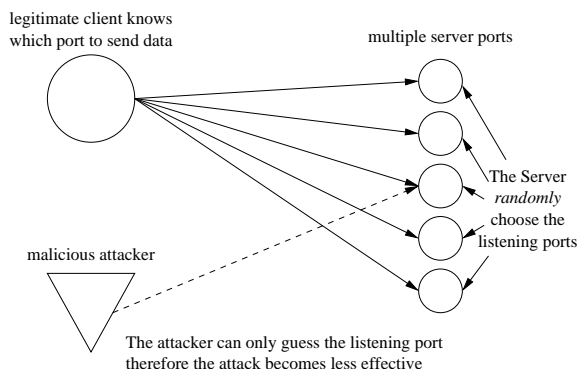 legitimate client knows
which port to send data
multiple server ports
The Server
randomly
choose the
listening ports
malicious attacker
The attacker can only guess the listening port
therefore the attack becomes less effective